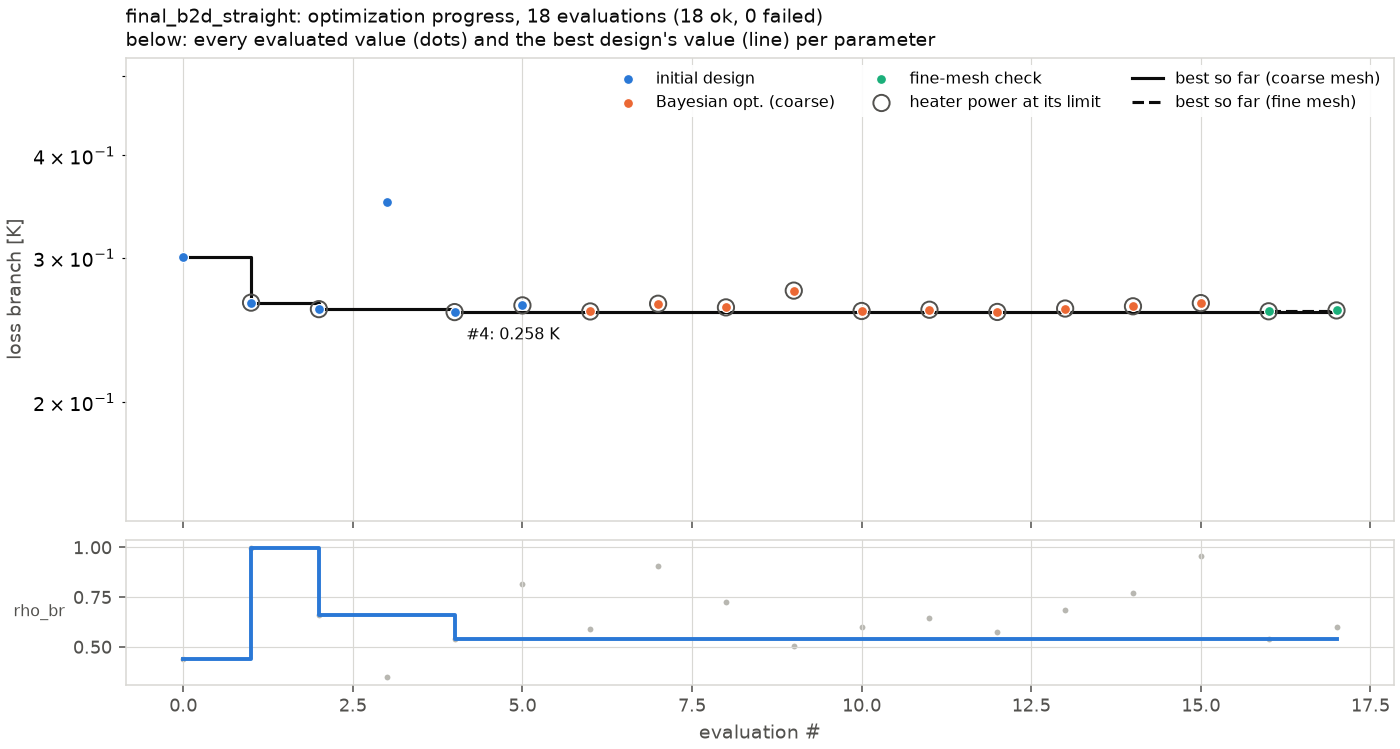 final_b2d_straight: optimization progress, 18 evaluations (18 ok, 0 failed)
below: every evaluated value (dots) and the best design's value (line) per parameter
initial design
Bayesian opt. (coarse)
fine-mesh check
heater power at its limit
best so far (coarse mesh)
best so far (fine mesh)
loss branch [K]
4 × 10⁻¹
3 × 10⁻¹
2 × 10⁻¹
#4: 0.258 K
rho_br
1.00
0.75
0.50
0.0 2.5 5.0 7.5 10.0 12.5 15.0 17.5
evaluation #